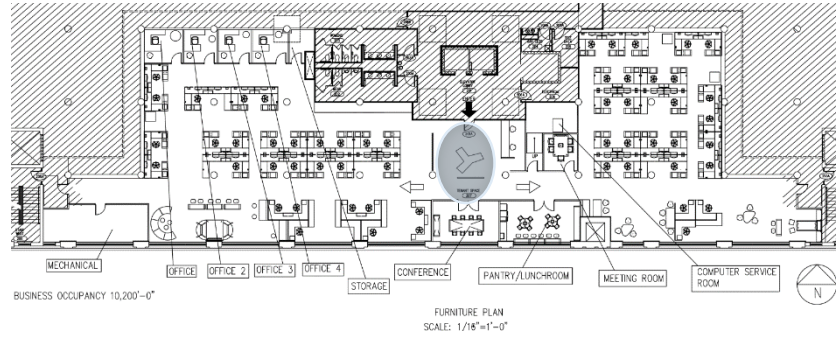 UP
MECHANICAL
OFFICE
OFFICE 2
OFFICE 3
OFFICE 4
STORAGE
CONFERENCE
PANTRY/LUNCHROOM
MEETING ROOM
COMPUTER SERVICE
ROOM
BUSINESS OCCUPANCY 10,200'-0"
N
FURNITURE PLAN
SCALE: 1/16"=1'-0"